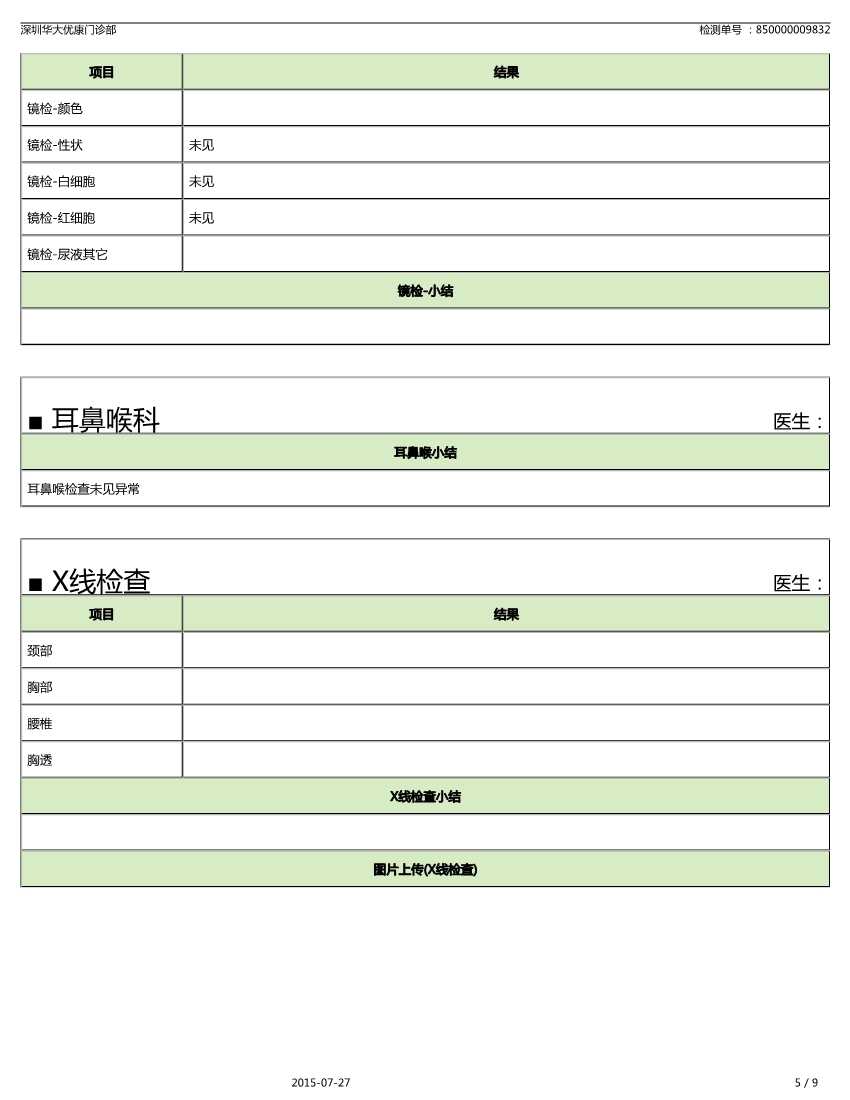 深圳华大优康门诊部 检测单号 ：850000009832
项目 结果
镜检-颜色
镜检-性状 未见
镜检-白细胞 未见
镜检-红细胞 未见
镜检-尿液其它
镜检-小结
■ 耳鼻喉科 医生：
耳鼻喉小结
耳鼻喉检查未见异常
■ X线检查 医生：
项目 结果
颈部
胸部
腰椎
胸透
X线检查小结
图片上传(X线检查)
2015-07-27 5 / 9